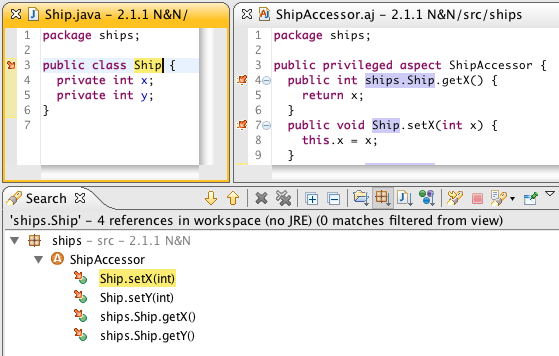 Ship.java - 2.1.1 N&N/
1 package ships;
2
3 public class Ship {
4 private int x;
5 private int y;
6 }
7
ShipAccessor.aj - 2.1.1 N&N/src/ships
1 package ships;
2
3 public privileged aspect ShipAccessor {
4 public int ships.Ship.getX() {
5 return x;
6 }
7 public void Ship.setX(int x) {
8 this.x = x;
9 }
Search
'ships.Ship' - 4 references in workspace (no JRE) (0 matches filtered from view)
ships - src - 2.1.1 N&N
ShipAccessor
Ship.setX(int)
Ship.setY(int)
ships.Ship.getX()
ships.Ship.getY()